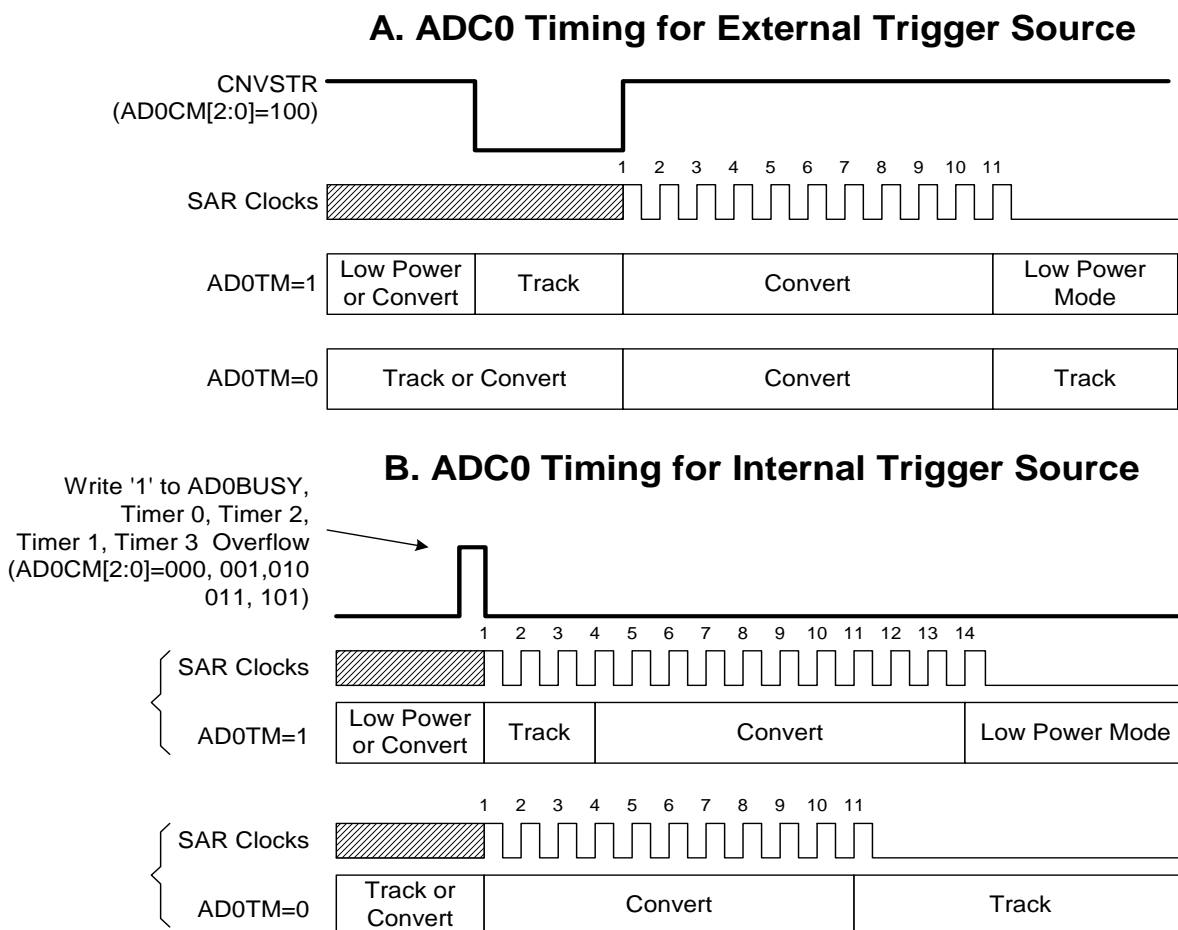 A. ADC0 Timing for External Trigger Source
CNVSTR
(AD0CM[2:0]=100)
1 2 3 4 5 6 7 8 9 10 11
SAR Clocks
AD0TM=1
Low Power
or Convert
Track
Convert
Low Power
Mode
AD0TM=0
Track or Convert
Convert
Track
B. ADC0 Timing for Internal Trigger Source
Write '1' to AD0BUSY,
Timer 0, Timer 2,
Timer 1, Timer 3 Overflow
(AD0CM[2:0]=000, 001,010
011, 101)
1 2 3 4 5 6 7 8 9 10 11 12 13 14
SAR Clocks
AD0TM=1
Low Power
or Convert
Track
Convert
Low Power Mode
1 2 3 4 5 6 7 8 9 10 11
SAR Clocks
AD0TM=0
Track or
Convert
Convert
Track